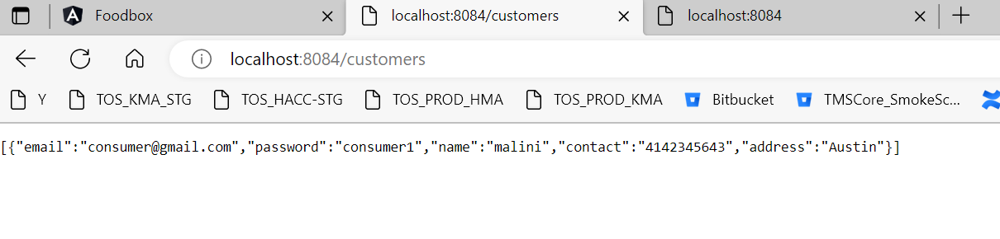 Foodbox localhost:8084/customers localhost:8084
localhost:8084/customers
Y TOS_KMA_STG TOS_HACC-STG TOS_PROD_HMA TOS_PROD_KMA Bitbucket TMSCore_SmokeSc...
[{"email":"consumer@gmail.com","password":"consumer1","name":"malini","contact":"4142345643","address":"Austin"}]